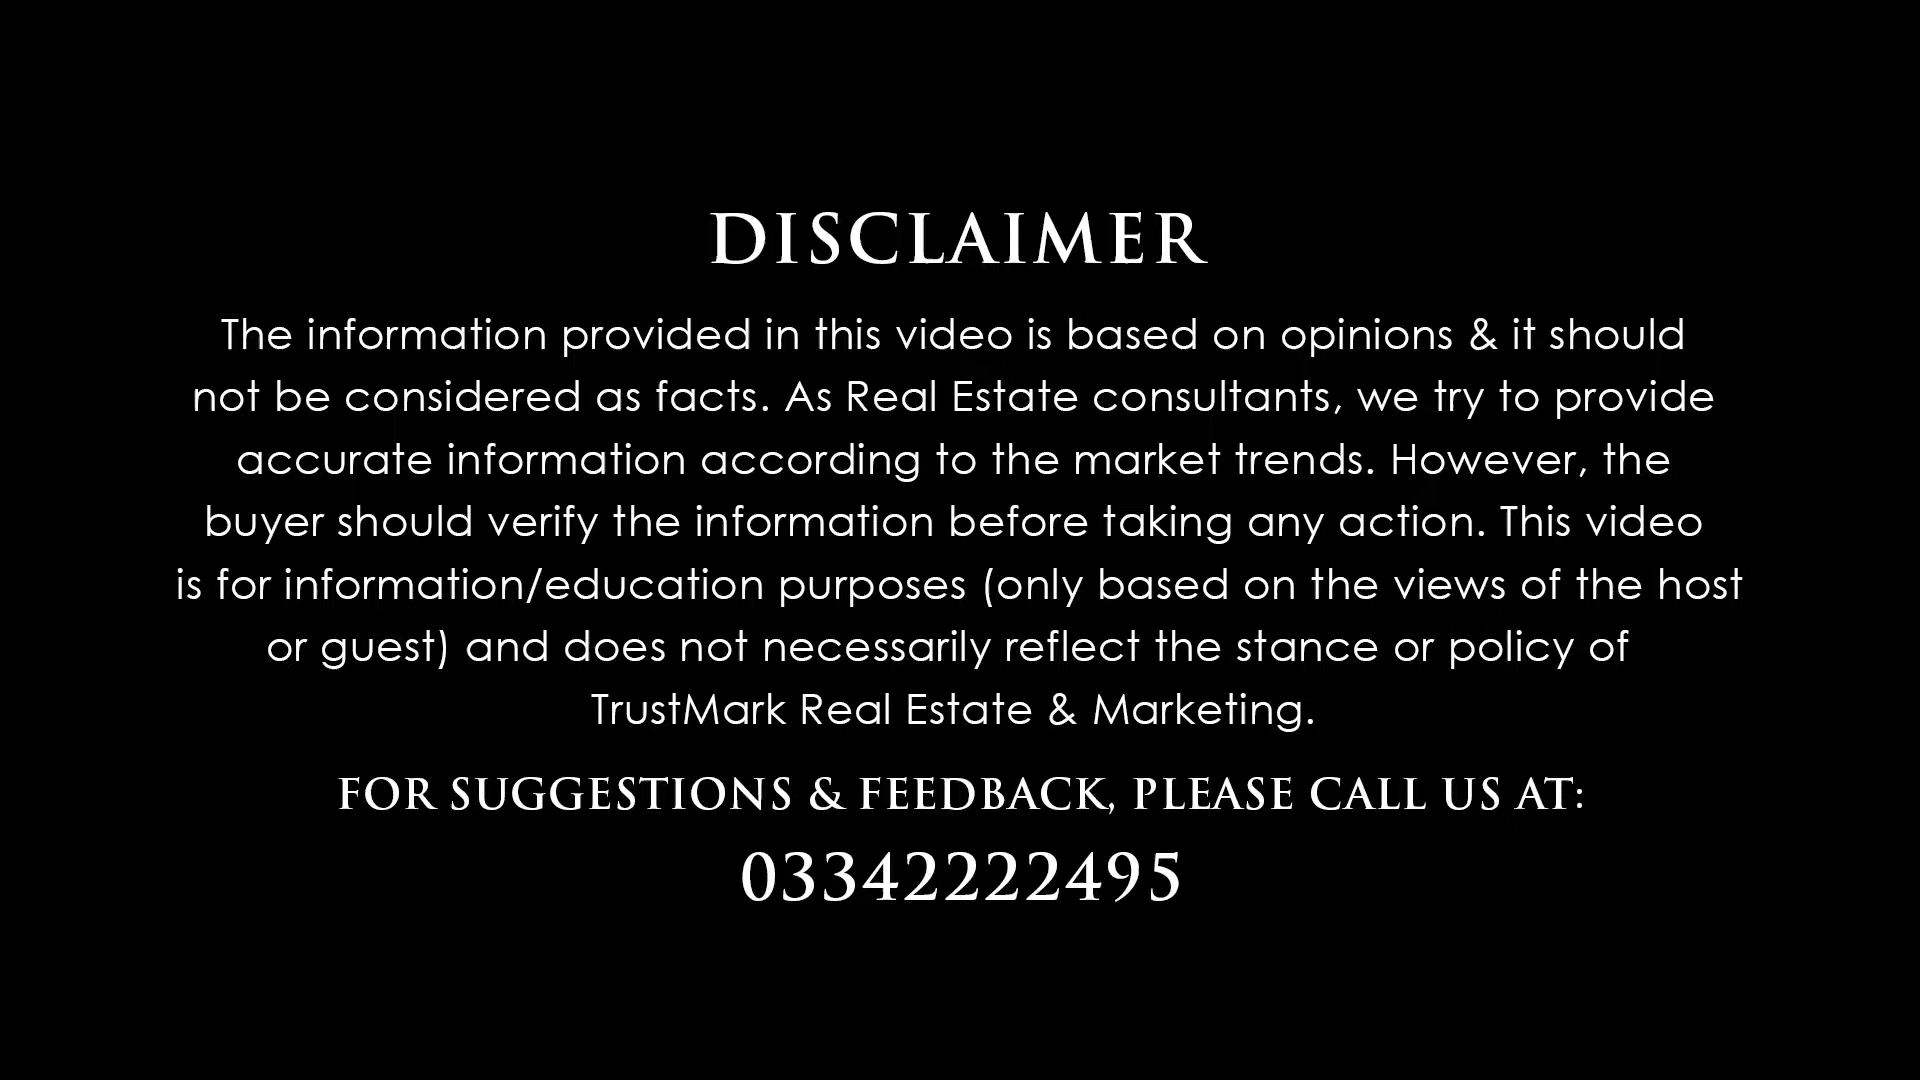 DISCLAIMER
The information provided in this video is based on opinions & it should
not be considered as facts. As Real Estate consultants, we try to provide
accurate information according to the market trends. However, the
buyer should verify the information before taking any action. This video
is for information/education purposes (only based on the views of the host
or guest) and does not necessarily reflect the stance or policy of
TrustMark Real Estate & Marketing.
FOR SUGGESTIONS & FEEDBACK, PLEASE CALL US AT:
03342222495